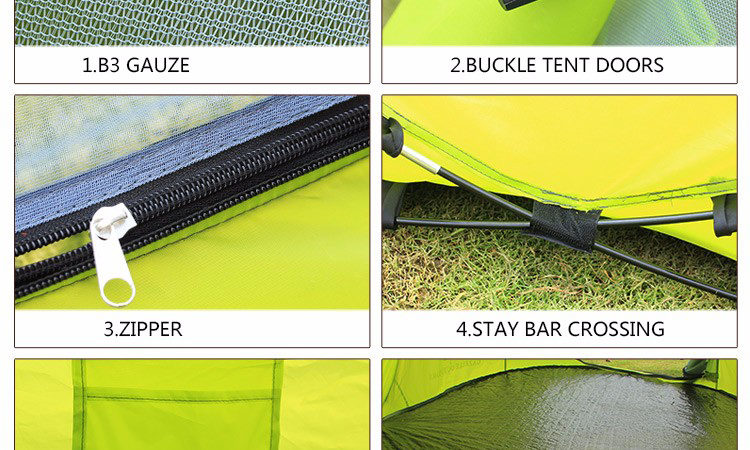 1.B3 GAUZE
2.BUCKLE TENT DOORS
3.ZIPPER
4.STAY BAR CROSSING